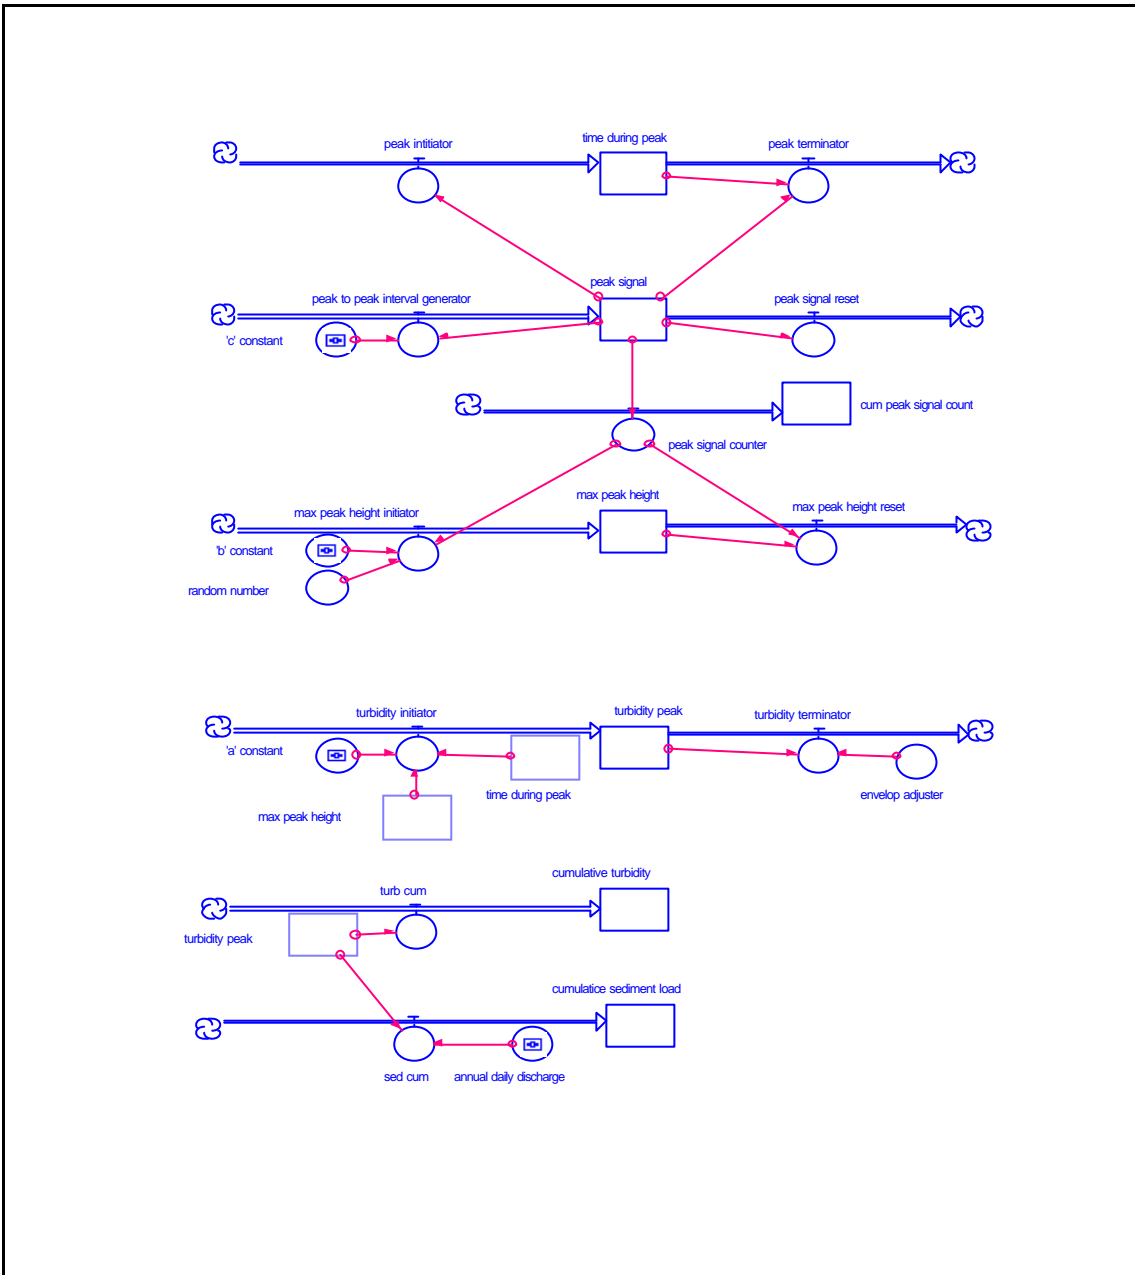 time during peak
peak intitiator
peak terminator
peak signal
peak to peak interval generator
peak signal reset
'c' constant
cum peak signal count
peak signal counter
max peak height
max peak height initiator
max peak height reset
'b' constant
random number
turbidity peak
turbidity initiator
turbidity terminator
'a' constant
time during peak
envelop adjuster
max peak height
cumulative turbidity
turb cum
turbidity peak
cumulatice sediment load
sed cum
annual daily discharge